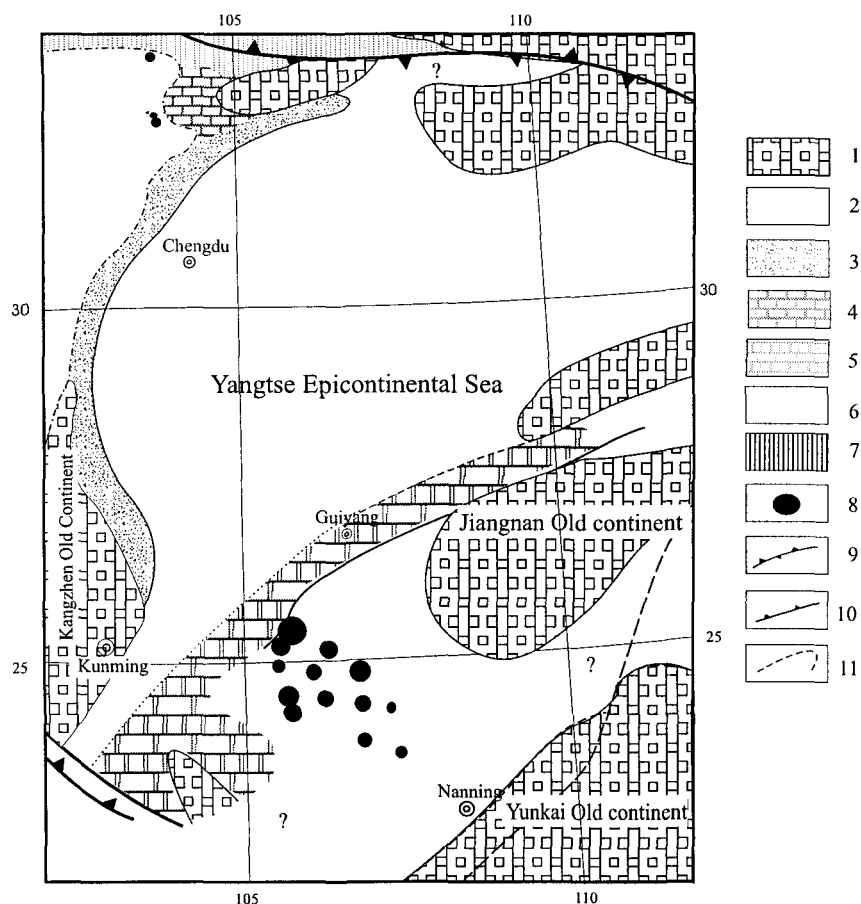 105
110
?
1
2
Chengdu
3
30
30
4
5
Yangtse Epicontinental Sea
6
7
Kangzhen Old Continent
Guiyang
8
Jiangnan Old continent
9
10
25
Kunming
25
?
11
Nanning
Yunkai Old continent
?
105
110